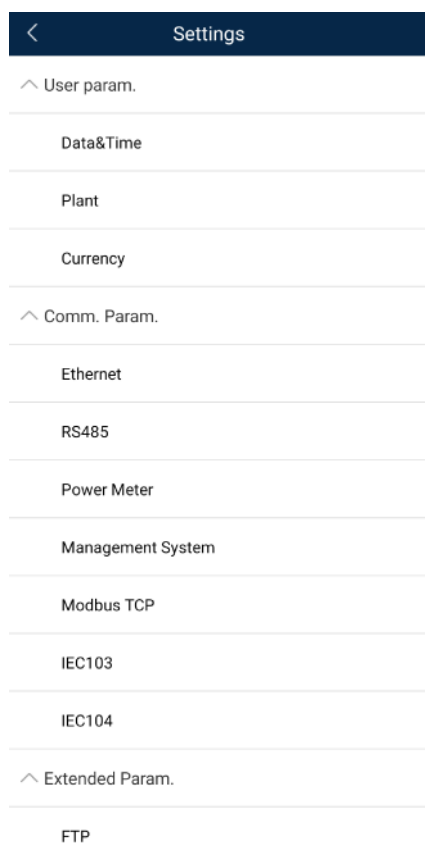 Settings
User param.
Data&Time
Plant
Currency
Comm. Param.
Ethernet
RS485
Power Meter
Management System
Modbus TCP
IEC103
IEC104
Extended Param.
FTP